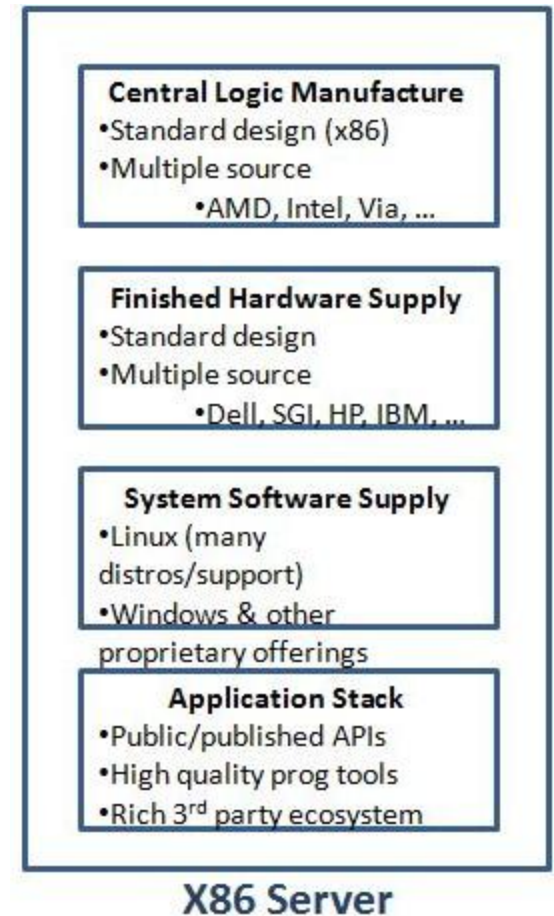 Central Logic Manufacture
•Standard design (x86)
•Multiple source
•AMD, Intel, Via, ...
Finished Hardware Supply
•Standard design
•Multiple source
•Dell, SGI, HP, IBM, ...
System Software Supply
•Linux (many
distros/support)
•Windows & other
proprietary offerings
Application Stack
•Public/published APIs
•High quality prog tools
•Rich 3rd party ecosystem
X86 Server